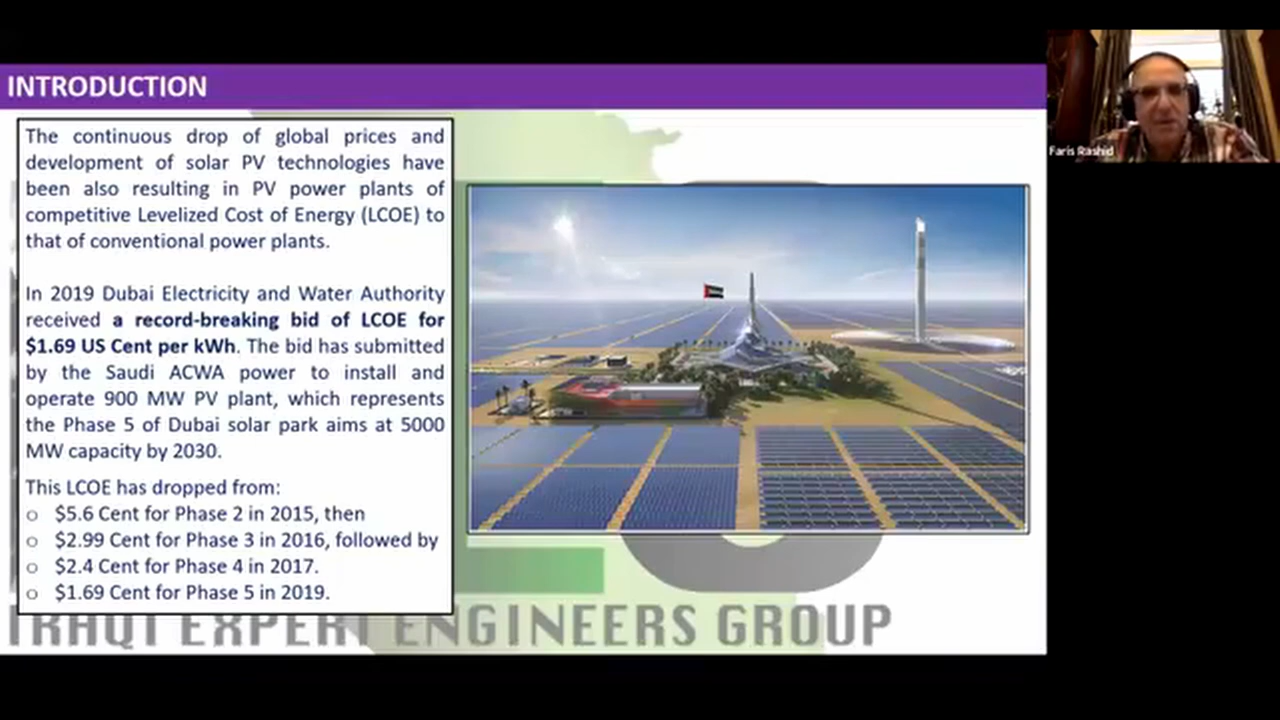 INTRODUCTION
The continuous drop of global prices and
development of solar PV technologies have
been also resulting in PV power plants of
competitive Levelized Cost of Energy (LCOE) to
that of conventional power plants.
In 2019 Dubai Electricity and Water Authority
received a record-breaking bid of LCOE for
$1.69 US Cent per kWh. The bid has submitted
by the Saudi ACWA power to install and
operate 900 MW PV plant, which represents
the Phase 5 of Dubai solar park aims at 5000
MW capacity by 2030.
This LCOE has dropped from:
o $5.6 Cent for Phase 2 in 2015, then
o $2.99 Cent for Phase 3 in 2016, followed by
o $2.4 Cent for Phase 4 in 2017.
o $1.69 Cent for Phase 5 in 2019.
IRAQI EXPERT ENGINEERS GROUP
Faris Rashid